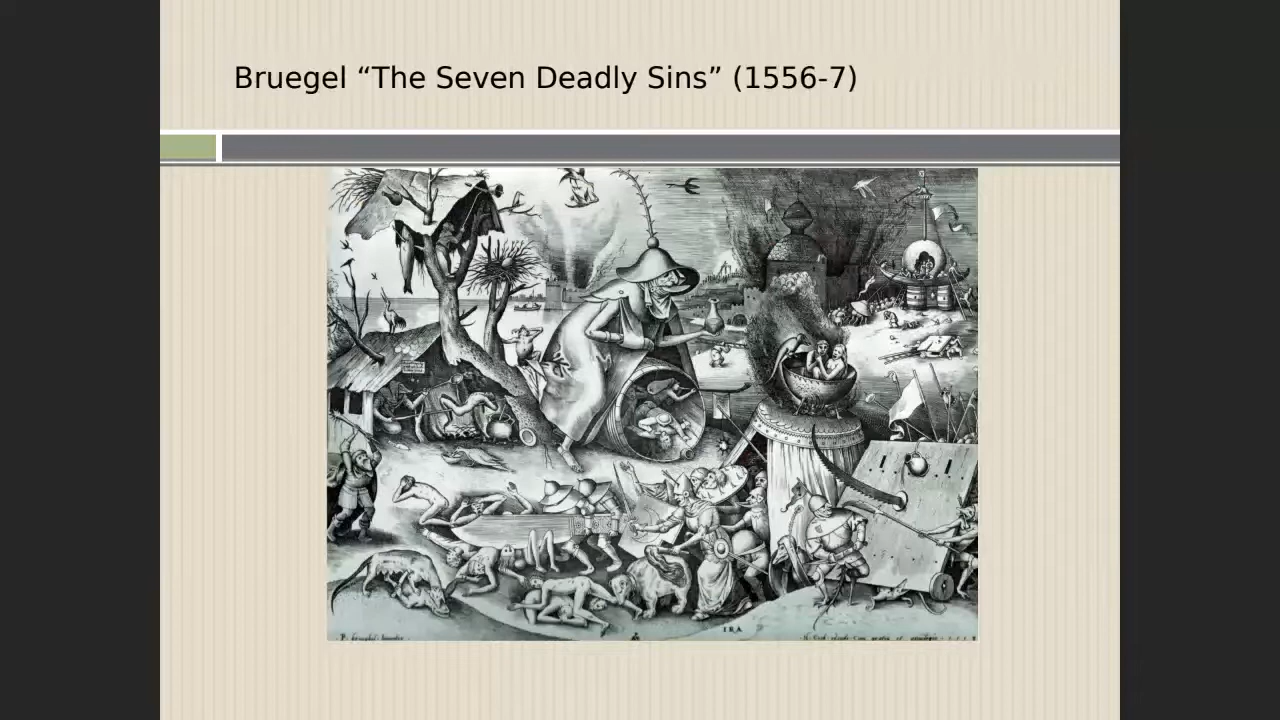 Bruegel “The Seven Deadly Sins” (1556-7)
IRA